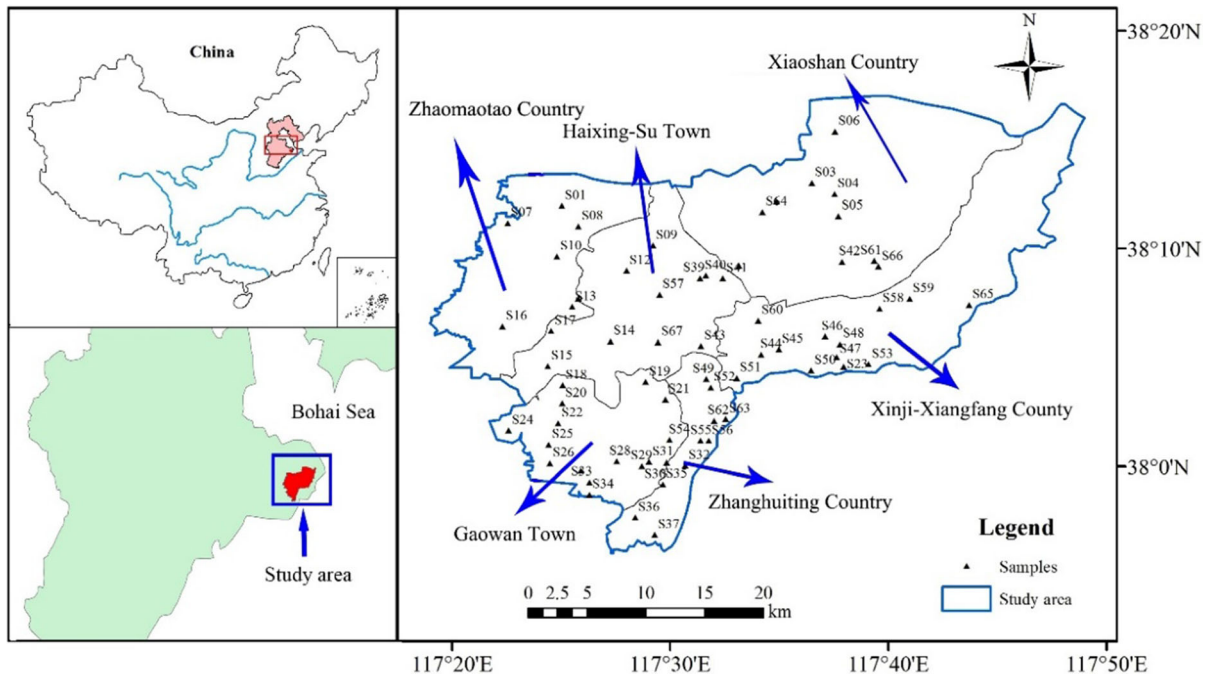 China
Bohai Sea
Study area
N
Xiaoshan Country
Zhaomaotao Country
Haixing-Su Town
S06
S03
S04
S01
S05
S64
S07
S08
S09
S10
S12
S42
S61
S66
S39
S40
S41
S57
S13
S58
S59
S65
S16
S17
S60
S14
S67
S43
S46
S48
S44
S45
S47
S15
S18
S19
S49
S52
S51
S50
S23
S53
S20
S21
S22
S62
S63
Xinji-Xiangfang County
S24
S25
S54
S55
S56
S26
S28
S29
S31
S32
S33
S34
S35
S36
S37
Zhanghuiting Country
Gaowan Town
Legend
Samples
Study area
0 2.5 5 10 15 20
km
38°20'N
38°10'N
38°0'N
117°20'E
117°30'E
117°40'E
117°50'E